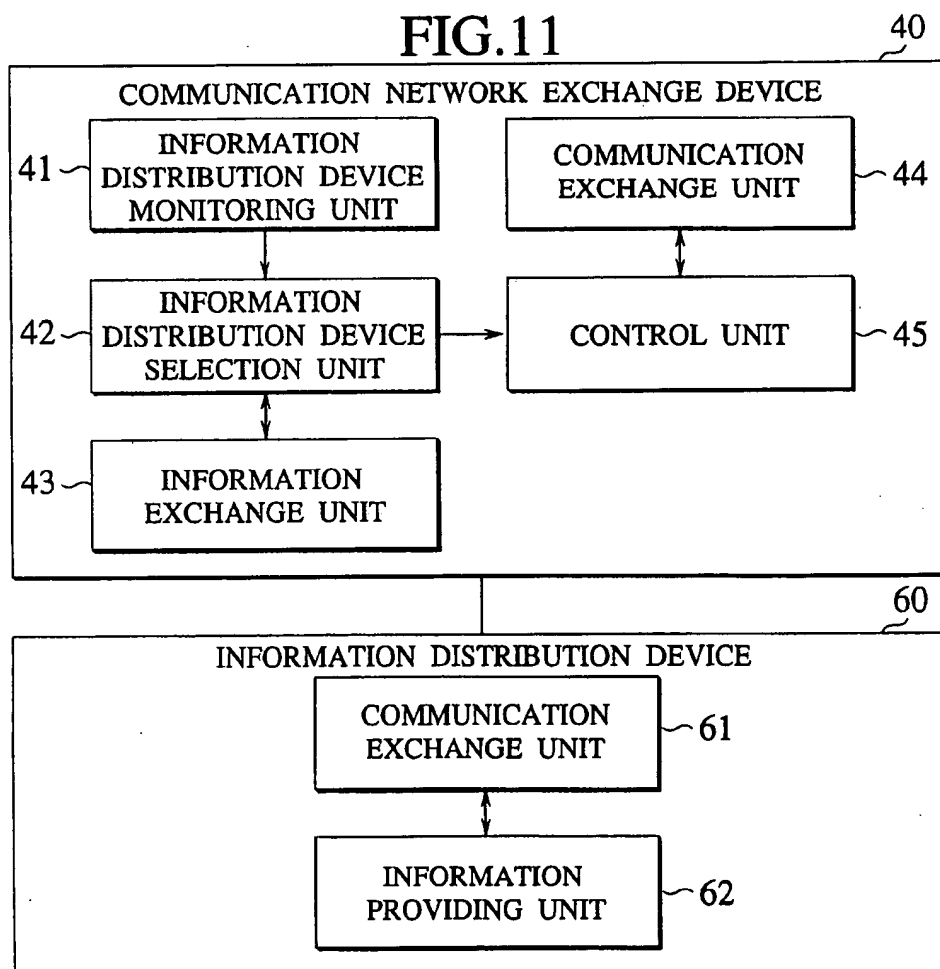 FIG.11
40
COMMUNICATION NETWORK EXCHANGE DEVICE
41
INFORMATION
DISTRIBUTION DEVICE
MONITORING UNIT
COMMUNICATION
EXCHANGE UNIT
44
42
INFORMATION
DISTRIBUTION DEVICE
SELECTION UNIT
CONTROL UNIT
45
43
INFORMATION
EXCHANGE UNIT
60
INFORMATION DISTRIBUTION DEVICE
COMMUNICATION
EXCHANGE UNIT
61
INFORMATION
PROVIDING UNIT
62